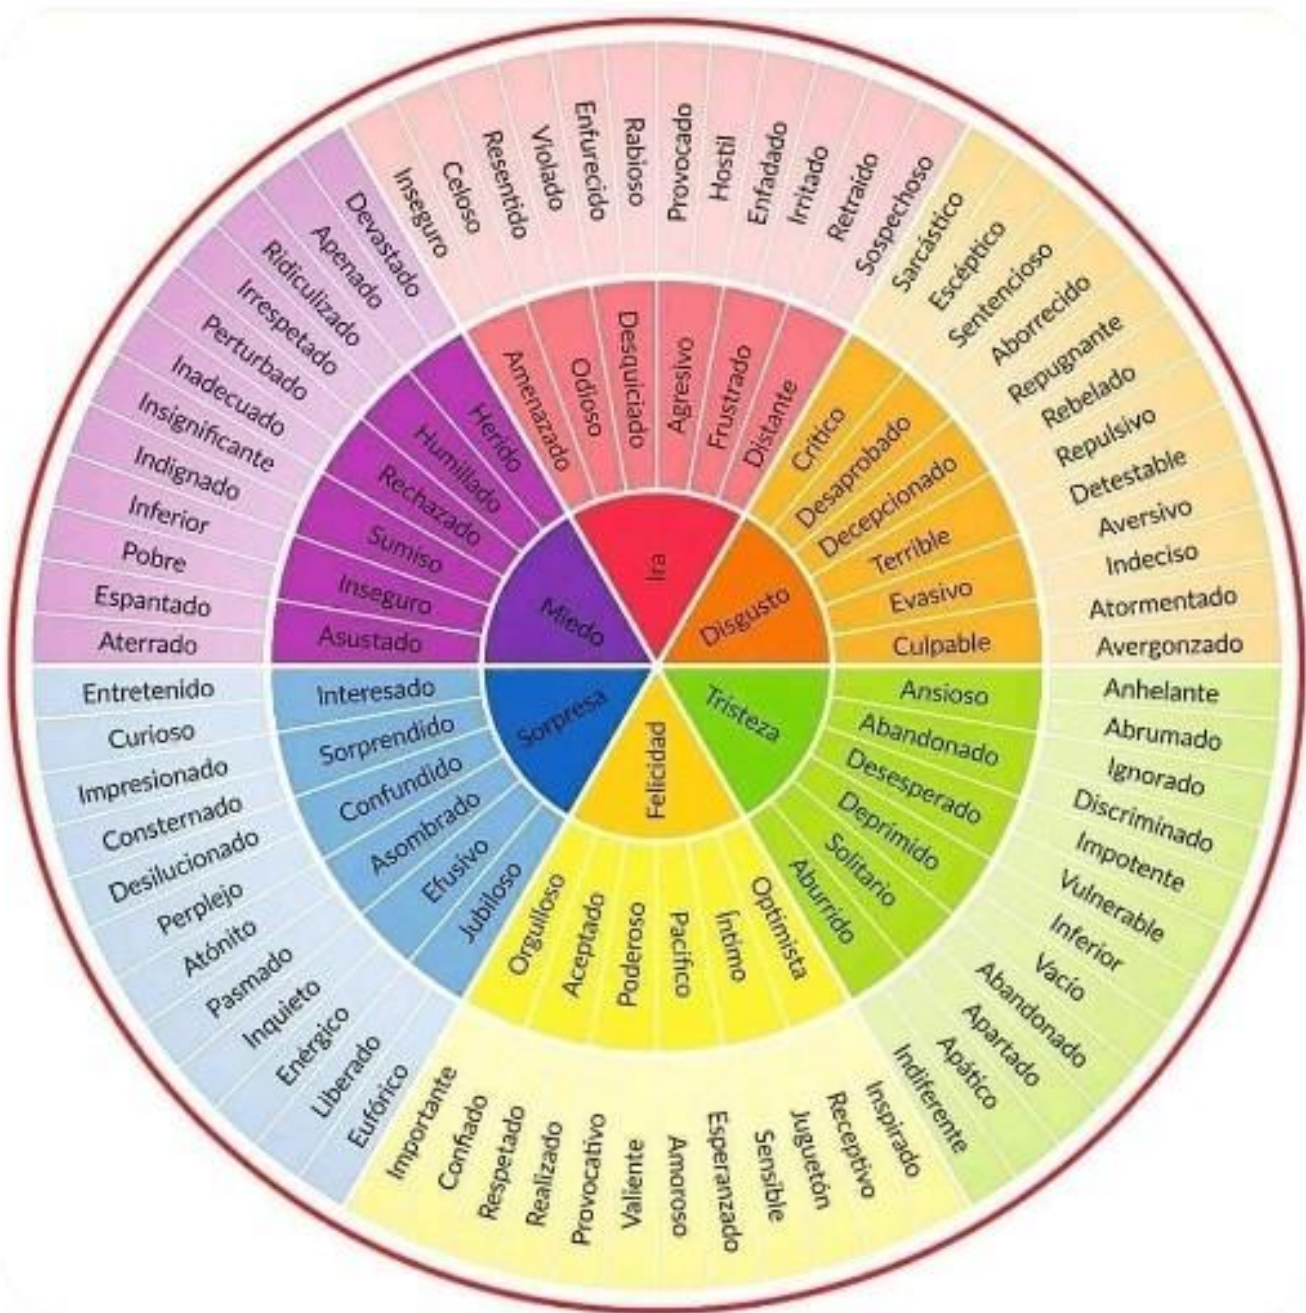 Ira
Disgusto
Tristeza
Felicidad
Sorpresa
Miedo
Amenazado
Odioso
Desquiciado
Agresivo
Frustrado
Distante
Crítico
Desaprobado
Decepcionado
Terrible
Evasivo
Culpable
Ansioso
Abandonado
Desesperado
Deprimido
Solitario
Aburrido
Optimista
Íntimo
Pacífico
Poderoso
Aceptado
Orgulloso
Jubiloso
Efusivo
Asombrado
Confundido
Sorprendido
Interesado
Asustado
Inseguro
Sumiso
Rechazado
Humillado
Herido
Inseguro
Celoso
Resentido
Violado
Enfurecido
Rabioso
Provocado
Hostil
Enfadado
Irritado
Retraído
Sospechoso
Sarcástico
Escéptico
Sentencioso
Aborrecido
Repugnante
Rebelado
Repulsivo
Detestable
Aversivo
Indeciso
Atormentado
Avergonzado
Anhelante
Abrumado
Ignorado
Discriminado
Impotente
Vulnerable
Inferior
Vacío
Abandonado
Apartado
Apático
Indiferente
Inspirado
Receptivo
Juguetón
Sensible
Esperanzado
Amoroso
Valiente
Provocativo
Realizado
Respetado
Confiado
Importante
Eufórico
Liberado
Enérgico
Inquieto
Pasmado
Atónito
Perplejo
Desilucionado
Consternado
Impresionado
Curioso
Entretenido
Aterrado
Espantado
Pobre
Inferior
Indignado
Insignificante
Inadecuado
Perturbado
Irrespetado
Ridiculizado
Apenado
Devastado